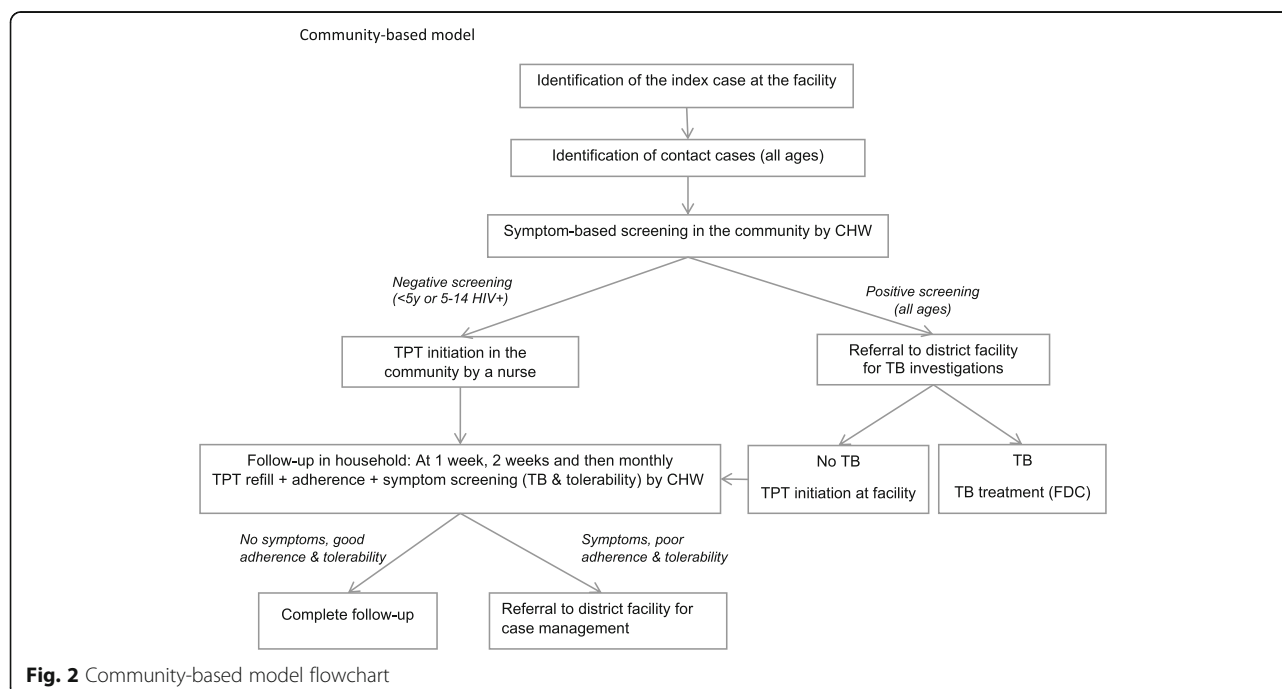 Community-based model
Identification of the index case at the facility
Identification of contact cases (all ages)
Symptom-based screening in the community by CHW
Negative screening
(<5y or 5-14 HIV+)
Positive screening
(all ages)
TPT initiation in the
community by a nurse
Referral to district facility
for TB investigations
Follow-up in household: At 1 week, 2 weeks and then monthly
TPT refill + adherence + symptom screening (TB & tolerability) by CHW
No TB
TPT initiation at facility
TB
TB treatment (FDC)
No symptoms, good
adherence & tolerability
Symptoms, poor
adherence & tolerability
Complete follow-up
Referral to district facility for
case management
Fig. 2 Community-based model flowchart